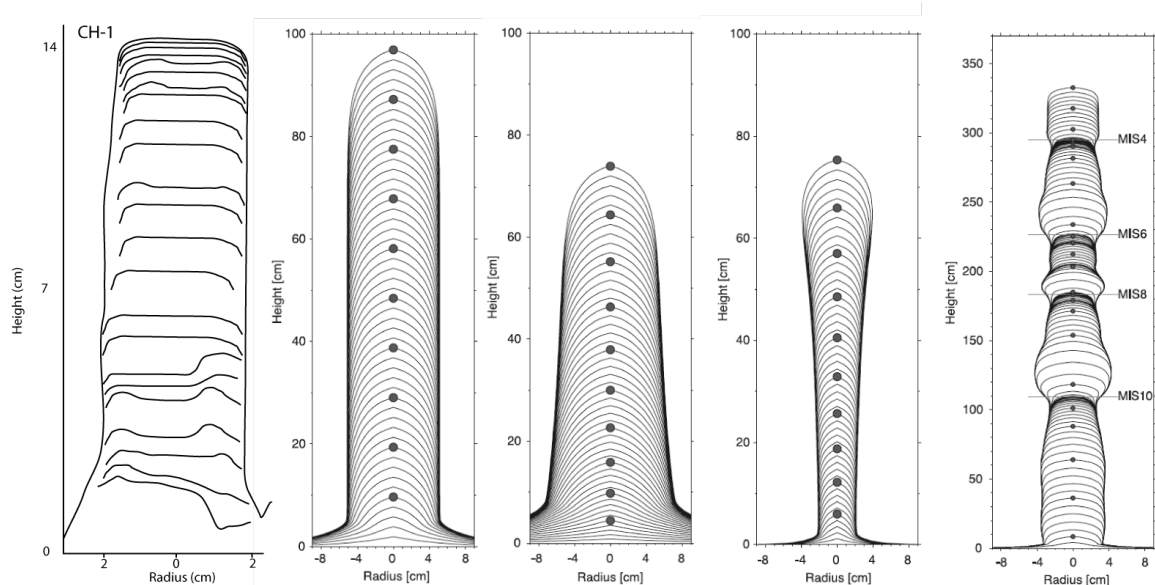 CH-1
14
7
0
Height (cm)
2 0 2
Radius (cm)
100
80
60
40
20
0
Height [cm]
-8 -4 0 4 8
Radius [cm]
100
80
60
40
20
0
Height [cm]
-8 -4 0 4 8
Radius [cm]
100
80
60
40
20
0
Height [cm]
-8 -4 0 4 8
Radius [cm]
350
300
250
200
150
100
50
0
Height [cm]
MIS4
MIS6
MIS8
MIS10
-8 -4 0 4 8
Radius [cm]